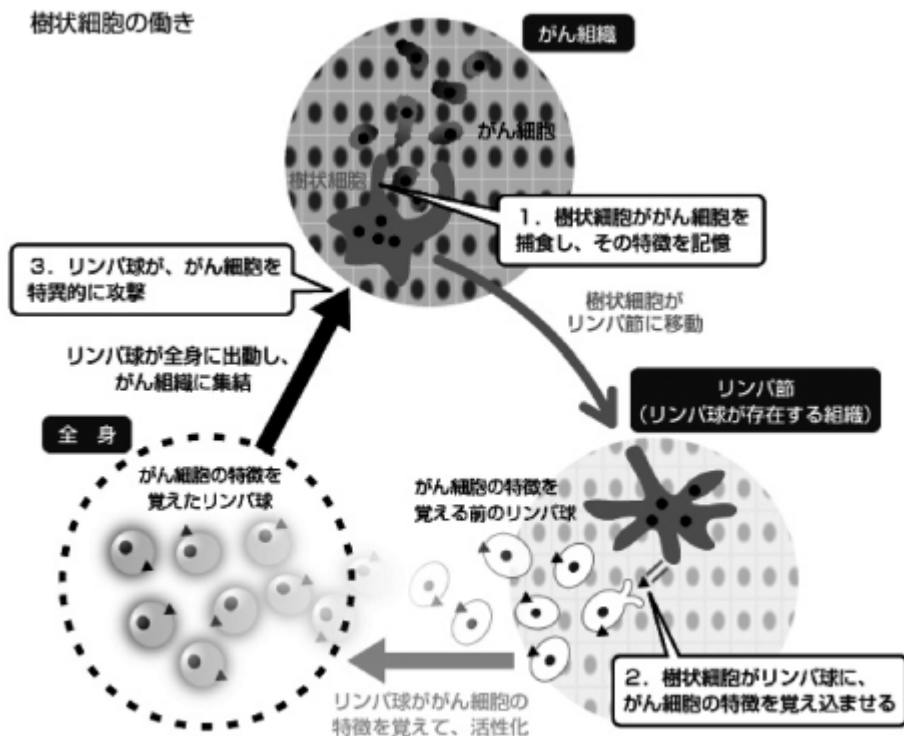 樹状細胞の働き
がん組織
がん細胞
樹状細胞
1. 樹状細胞ががん細胞を
捕食し、その特徴を記憶
樹状細胞が
リンパ節に移動
リンパ節
（リンパ球が存在する組織）
がん細胞の特徴を
覚える前のリンパ球
2. 樹状細胞がリンパ球に、
がん細胞の特徴を覚え込ませる
リンパ球ががん細胞の
特徴を覚えて、活性化
全 身
がん細胞の特徴を
覚えたリンパ球
リンパ球が全身に出動し、
がん組織に集結
3. リンパ球が、がん細胞を
特異的に攻撃